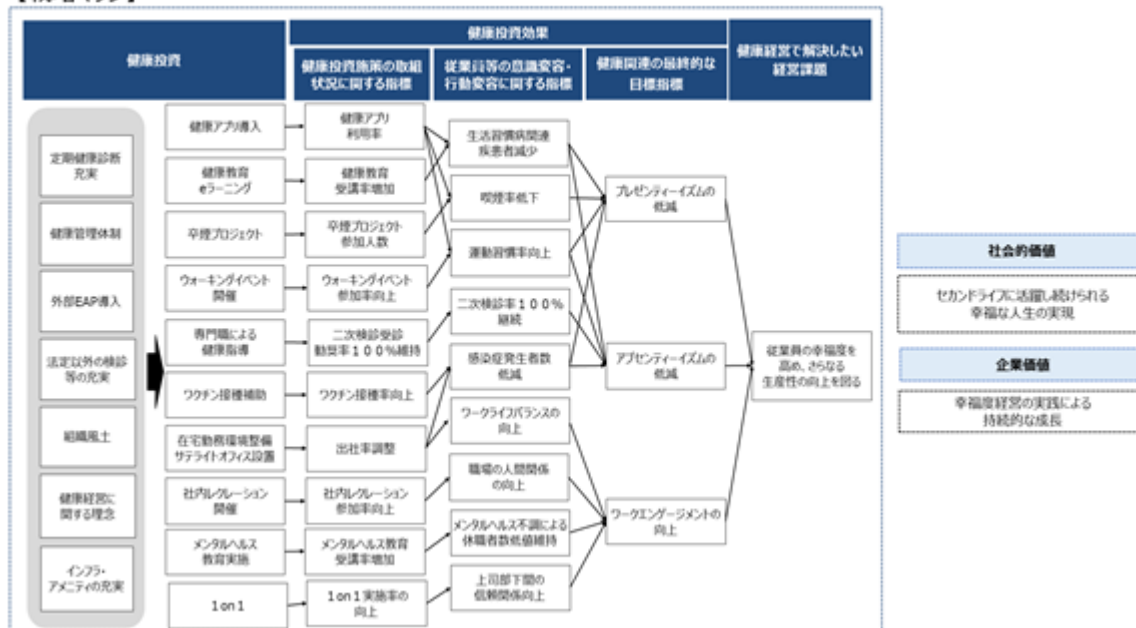 健康投資
健康投資効果
健康経営で解決したい
経営課題
健康投資施策の取組
状況に関する指標
従業員等の意識変容・
行動変容に関する指標
健康関連の最終的な
目標指標
定期健康診断
充実
健康管理体制
外部EAP導入
法定以外の検診
等の充実
組織風土
健康経営に
関する理念
インフラ・
アメニティの充実
健康アプリ導入
健康教育
eラーニング
卒煙プロジェクト
ウォーキングイベント
開催
専門職による
健康指導
ワクチン接種補助
在宅勤務環境整備
サテライトオフィス設置
社内レクレーション
開催
メンタルヘルス
教育実施
1on1
健康アプリ
利用率
健康教育
受講率増加
卒煙プロジェクト
参加人数
ウォーキングイベント
参加率向上
二次検診受診
勧奨率100%維持
ワクチン接種率向上
出社率調整
社内レクレーション
参加率向上
メンタルヘルス教育
受講率増加
1on1実施率の
向上
生活習慣病関連
疾患者減少
喫煙率低下
運動習慣率向上
二次検診率100%
継続
感染症発生者数
低減
ワークライフバランスの
向上
職場の人間関係
の向上
メンタルヘルス不調による
休職者数低値維持
上司部下間の
信頼関係向上
プレゼンティーイズムの
低減
アブセンティーイズムの
低減
ワークエンゲージメントの
向上
従業員の幸福度を
高め、さらなる
生産性の向上を図る
社会的価値
セカンドライフに活躍し続けられる
幸福な人生の実現
企業価値
幸福度経営の実践による
持続的な成長